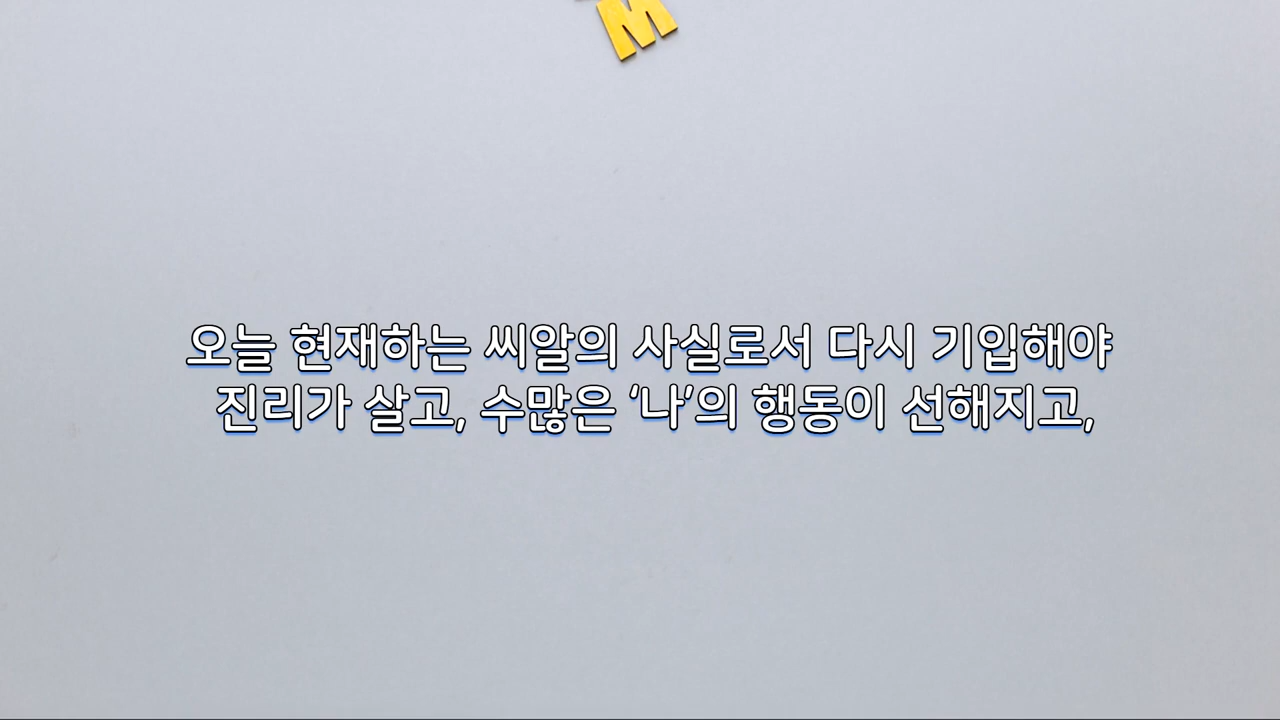 M
오늘 현재하는 씨알의 사실로서 다시 기입해야
진리가 살고, 수많은 ‘나’의 행동이 선해지고,